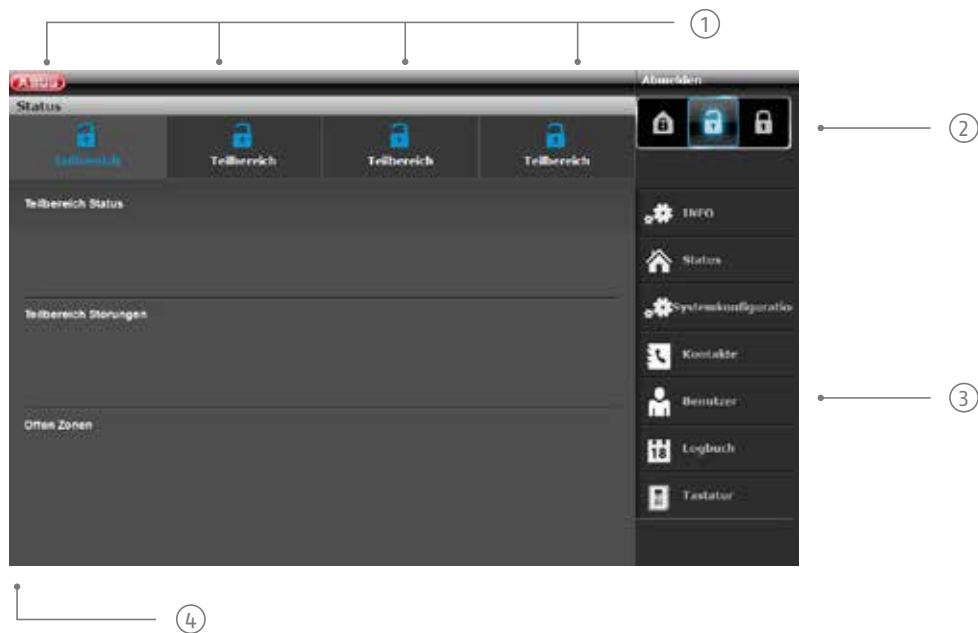 1
ABUS
Abmelden
Status
2
Teilbereich
Teilbereich
Teilbereich
Teilbereich
Teilbereich Status
INFO
Status
Teilbereich Storungen
Systemkonfiguratio
Kontakte
3
Benutzer
Offen Zonen
Logbuch
18
Tastatur
4